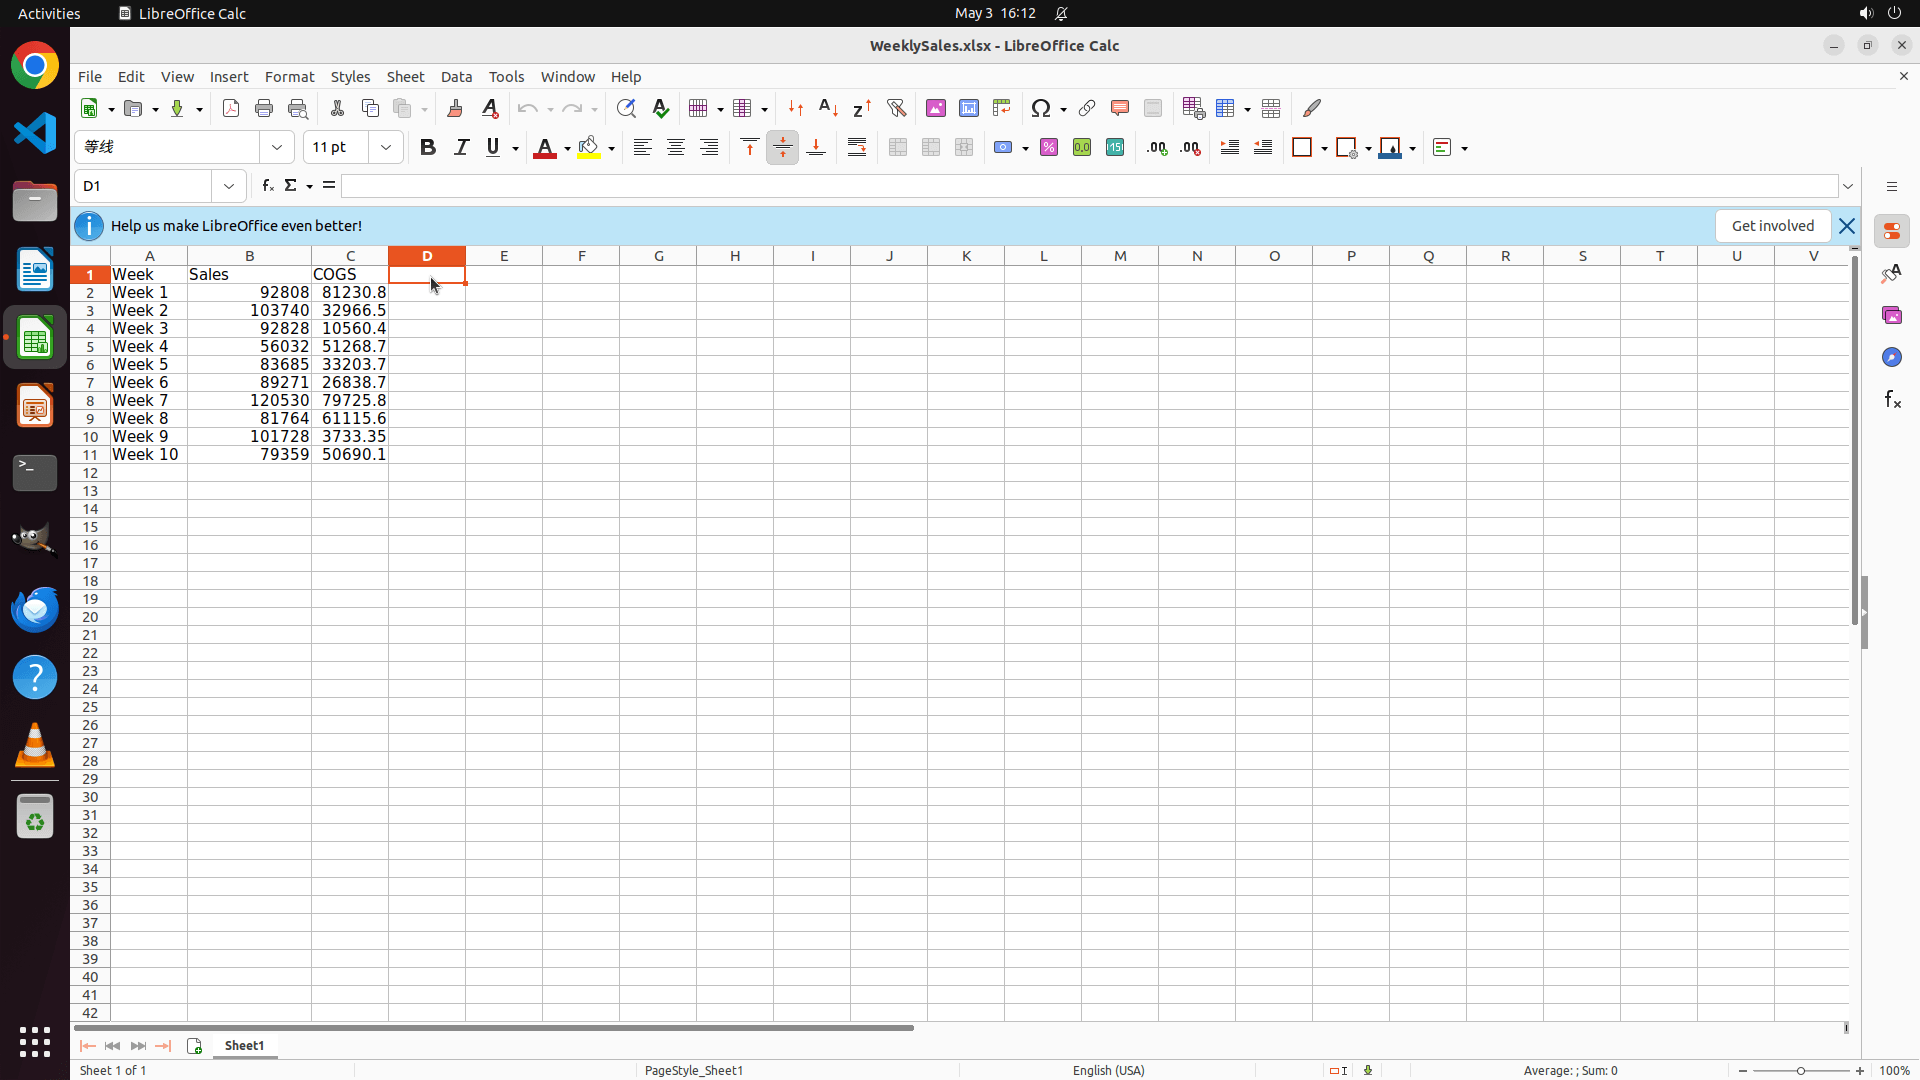 Activities LibreOffice Calc May 3 16:12
WeeklySales.xlsx - LibreOffice Calc
File Edit View Insert Format Styles Sheet Data Tools Window Help
等线 11 pt
D1
Help us make LibreOffice even better! Get involved
A B C D E F G H I J K L M N O P Q R S T U V
1 Week Sales COGS
2 Week 1 92808 81230.8
3 Week 2 103740 32966.5
4 Week 3 92828 10560.4
5 Week 4 56032 51268.7
6 Week 5 83685 33203.7
7 Week 6 89271 26838.7
8 Week 7 120530 79725.8
9 Week 8 81764 61115.6
10 Week 9 101728 3733.35
11 Week 10 79359 50690.1
12
13
14
15
16
17
18
19
20
21
22
23
24
25
26
27
28
29
30
31
32
33
34
35
36
37
38
39
40
41
42
Sheet1
Sheet 1 of 1 PageStyle_Sheet1 English (USA) Average: ; Sum: 0 100%